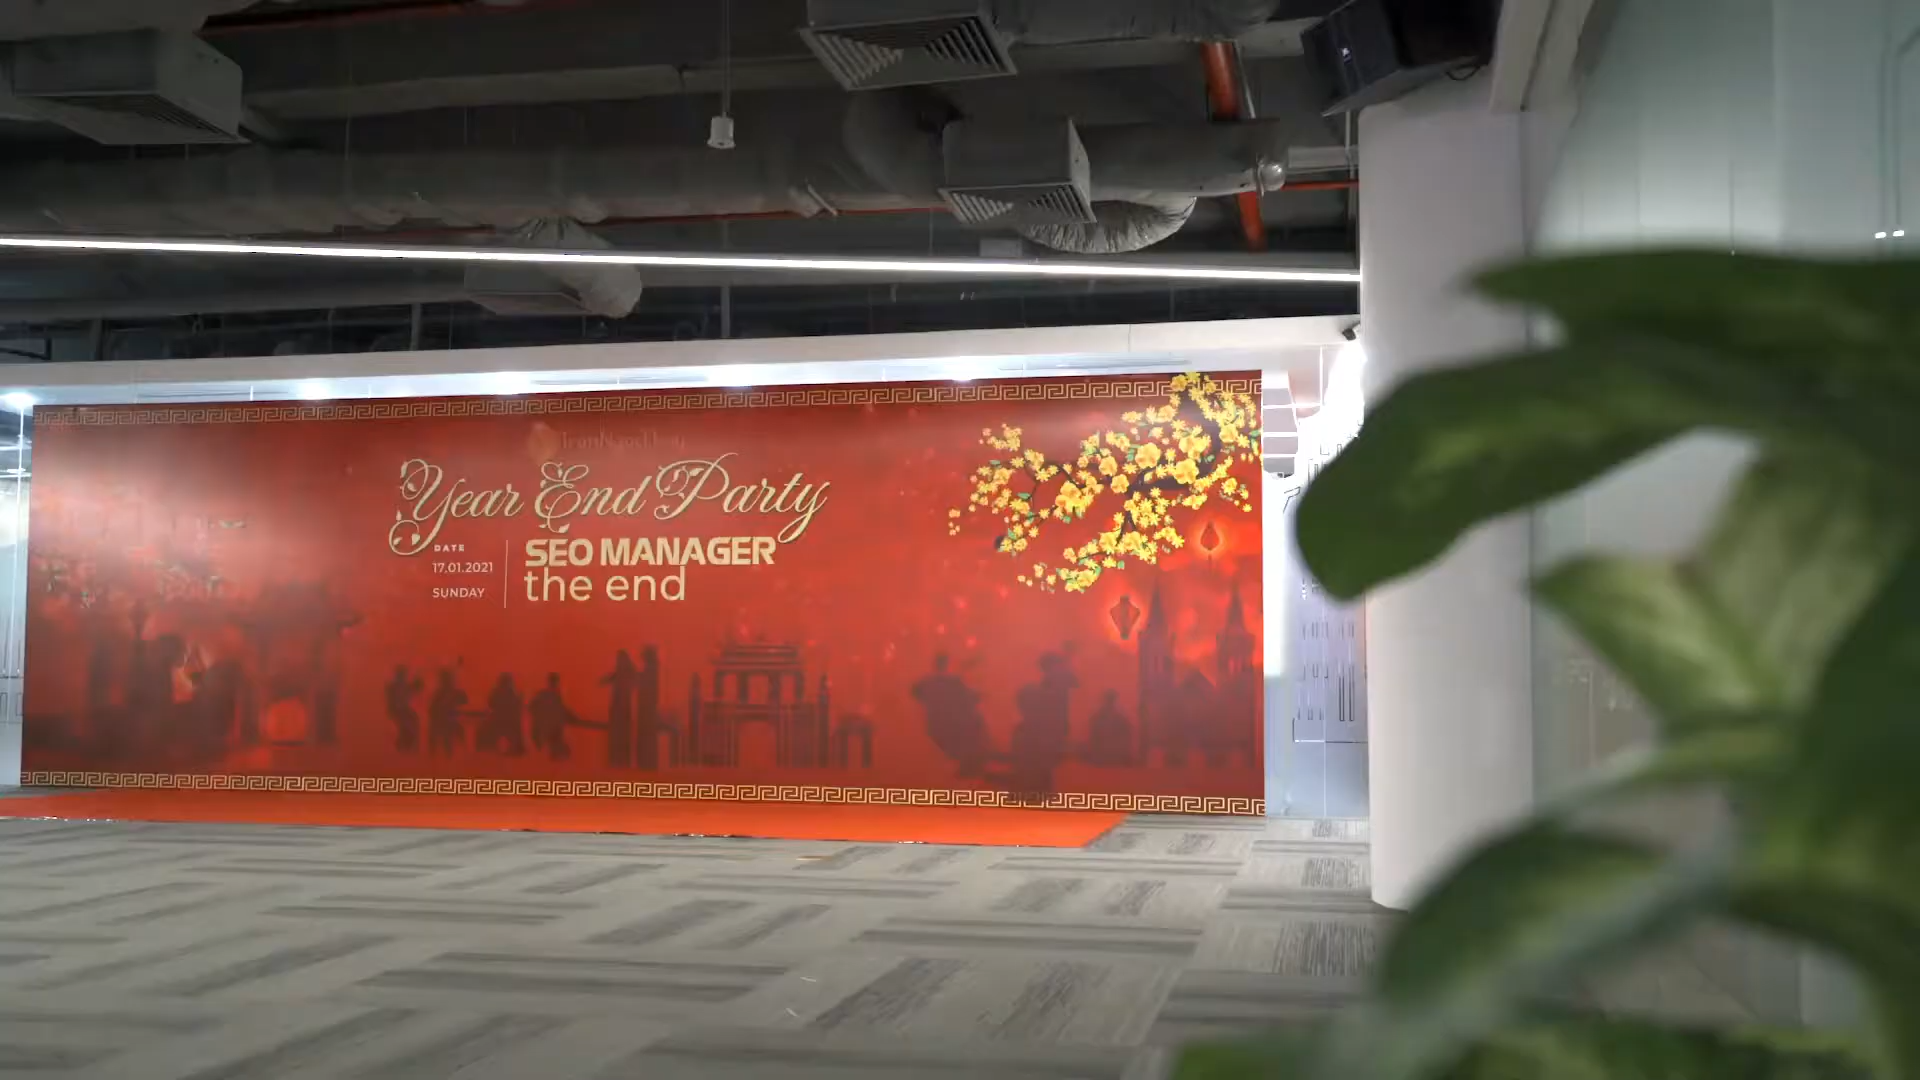 Year End Party
DATE
17.01.2021
SUNDAY
SEO MANAGER
the end